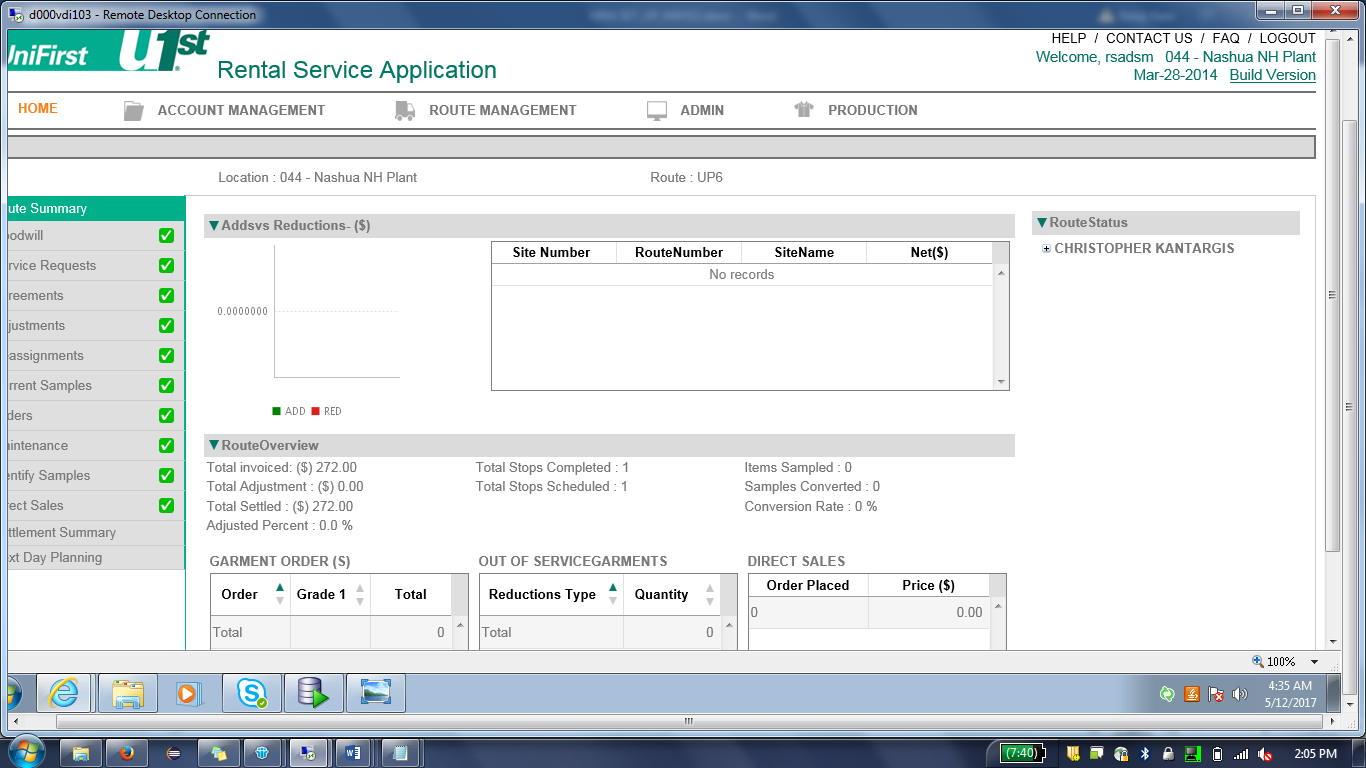 d000vdi103 - Remote Desktop Connection
UniFirst U1st
Rental Service Application
HELP / CONTACT US / FAQ / LOGOUT
Welcome, rsadsm 044 - Nashua NH Plant
Mar-28-2014 Build Version
HOME ACCOUNT MANAGEMENT ROUTE MANAGEMENT ADMIN PRODUCTION
Location : 044 - Nashua NH Plant Route : UP6
ute Summary
odwill
rvice Requests
reements
justments
assignments
rrent Samples
ders
intenance
entify Samples
rect Sales
ttlement Summary
xt Day Planning
Addsvs Reductions- ($)
0.0000000
ADD RED
Site Number RouteNumber SiteName Net($)
No records
RouteStatus
CHRISTOPHER KANTARGIS
RouteOverview
Total invoiced: ($) 272.00 Total Stops Completed : 1 Items Sampled : 0
Total Adjustment : ($) 0.00 Total Stops Scheduled : 1 Samples Converted : 0
Total Settled : ($) 272.00 Conversion Rate : 0 %
Adjusted Percent : 0.0 %
GARMENT ORDER (S) OUT OF SERVICEGARMENTS DIRECT SALES
Order Grade 1 Total Reductions Type Quantity Order Placed Price ($)
Total 0 Total 0 0 0.00
100%
4:35 AM
5/12/2017
(7:40) 2:05 PM